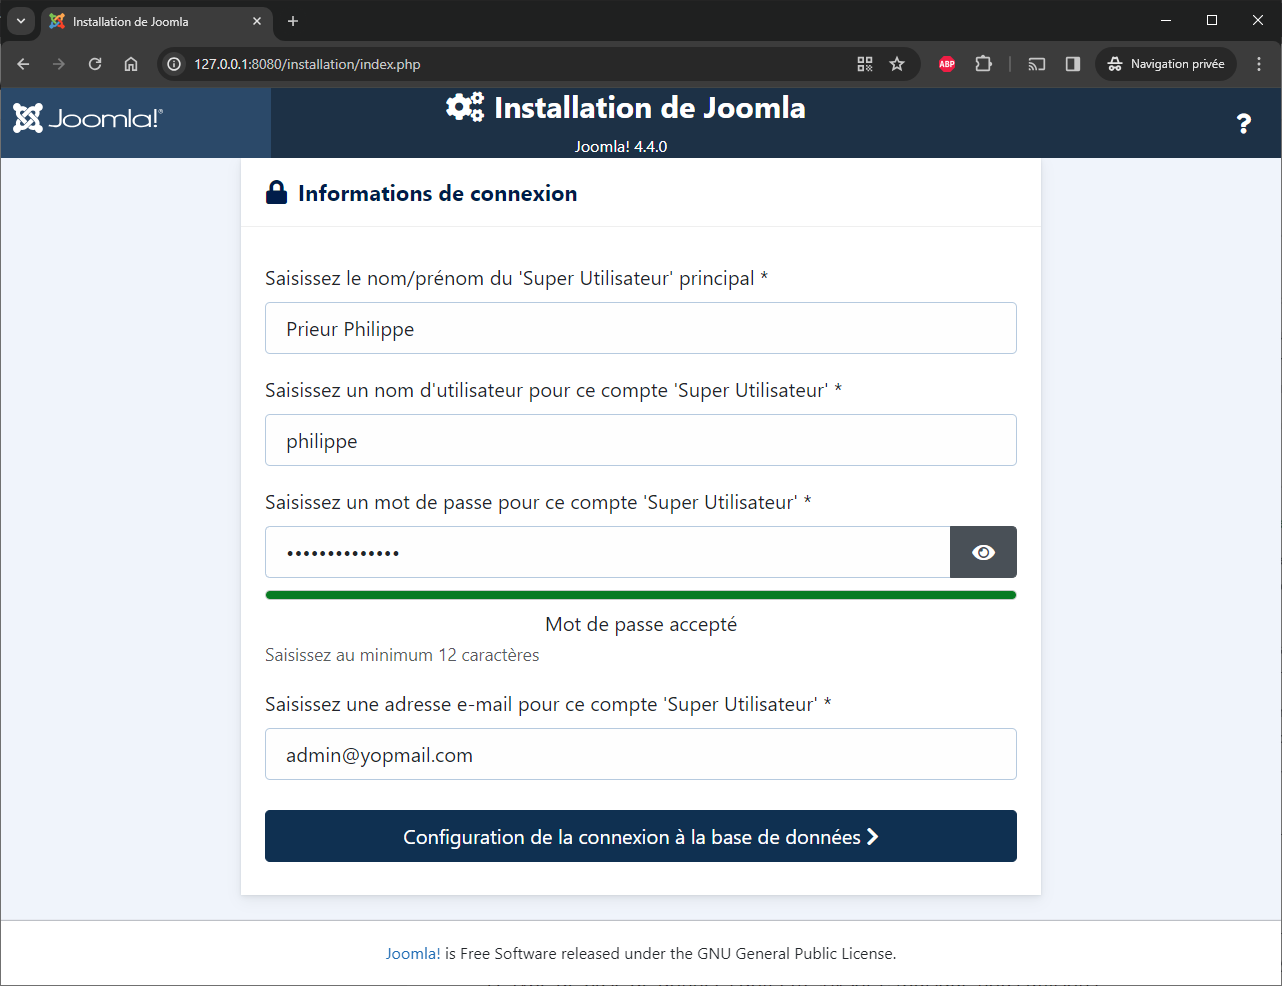 Installation de Joomla
127.0.0.1:8080/installation/index.php
ABP
Navigation privée
Joomla!®
Installation de Joomla
Joomla! 4.4.0
?
Informations de connexion
Saisissez le nom/prénom du 'Super Utilisateur' principal *
Prieur Philippe
Saisissez un nom d'utilisateur pour ce compte 'Super Utilisateur' *
philippe
Saisissez un mot de passe pour ce compte 'Super Utilisateur' *
••••••••••••••
Mot de passe accepté
Saisissez au minimum 12 caractères
Saisissez une adresse e-mail pour ce compte 'Super Utilisateur' *
admin@yopmail.com
Configuration de la connexion à la base de données
Joomla! is Free Software released under the GNU General Public License.